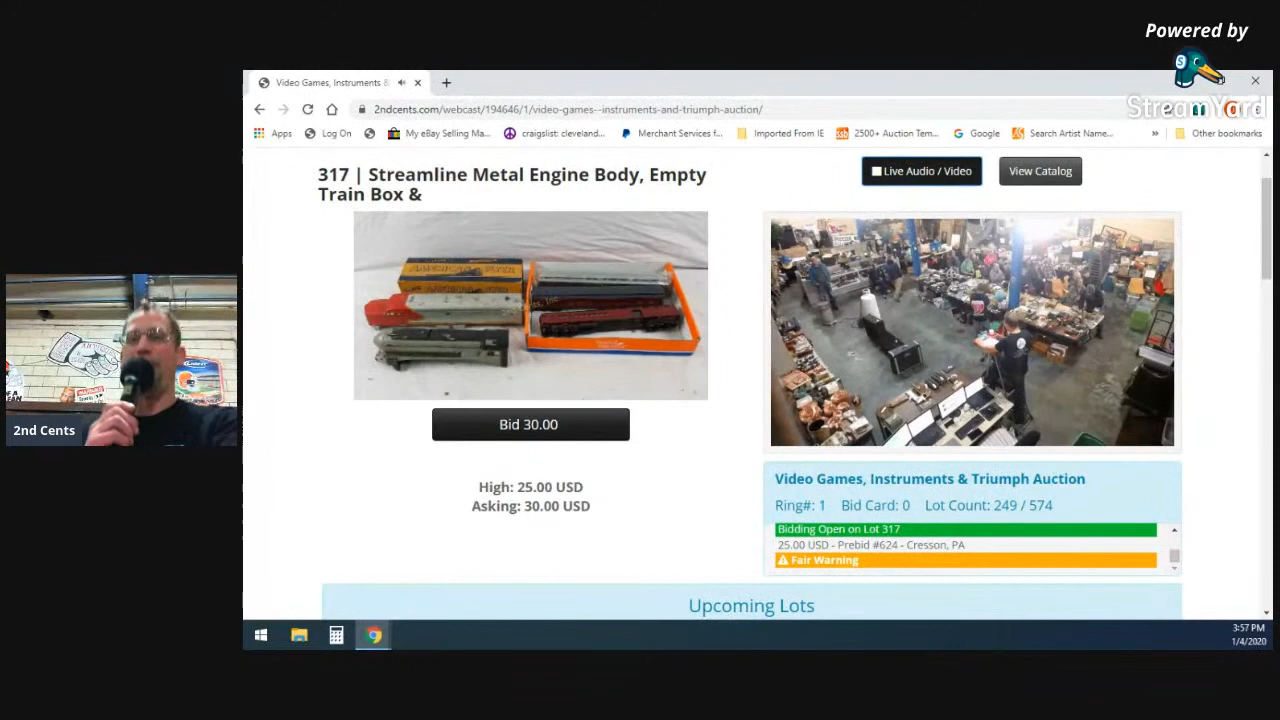 Powered by
StreamYard
Video Games, Instruments &
2ndcents.com/webcast/194646/1/video-games--instruments-and-triumph-auction/
Apps
Log On
My eBay Selling Ma...
craigslist: cleveland...
Merchant Services f...
Imported From IE
2500+ Auction Tem...
Google
Search Artist Name...
»
Other bookmarks
317 | Streamline Metal Engine Body, Empty
Train Box &
Live Audio / Video
View Catalog
AMERICAN
Bid 30.00
High: 25.00 USD
Asking: 30.00 USD
2nd Cents
Video Games, Instruments & Triumph Auction
Ring#: 1 Bid Card: 0 Lot Count: 249 / 574
Bidding Open on Lot 317
25.00 USD - Prebid #624 - Cresson, PA
Fair Warning
Upcoming Lots
3:57 PM
1/4/2020